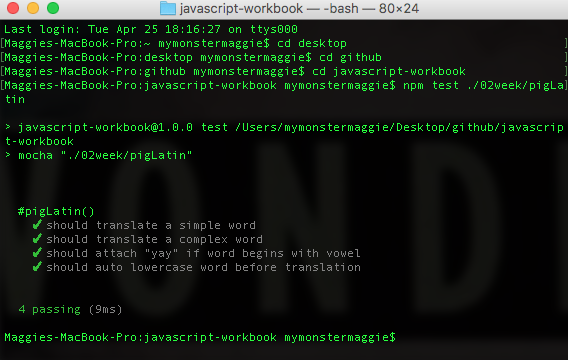 javascript-workbook — -bash — 80×24
Last login: Tue Apr 25 18:16:27 on ttys000
[Maggies-MacBook-Pro:~ mymonstermaggie$ cd desktop ]
[Maggies-MacBook-Pro:desktop mymonstermaggie$ cd github ]
[Maggies-MacBook-Pro:github mymonstermaggie$ cd javascript-workbook ]
[Maggies-MacBook-Pro:javascript-workbook mymonstermaggie$ npm test ./02week/pigLa]
tin
> javascript-workbook@1.0.0 test /Users/mymonstermaggie/Desktop/github/javascrip
t-workbook
> mocha "./02week/pigLatin"
#pigLatin()
✔ should translate a simple word
✔ should translate a complex word
✔ should attach "yay" if word begins with vowel
✔ should auto lowercase word before translation
4 passing (9ms)
Maggies-MacBook-Pro:javascript-workbook mymonstermaggie$